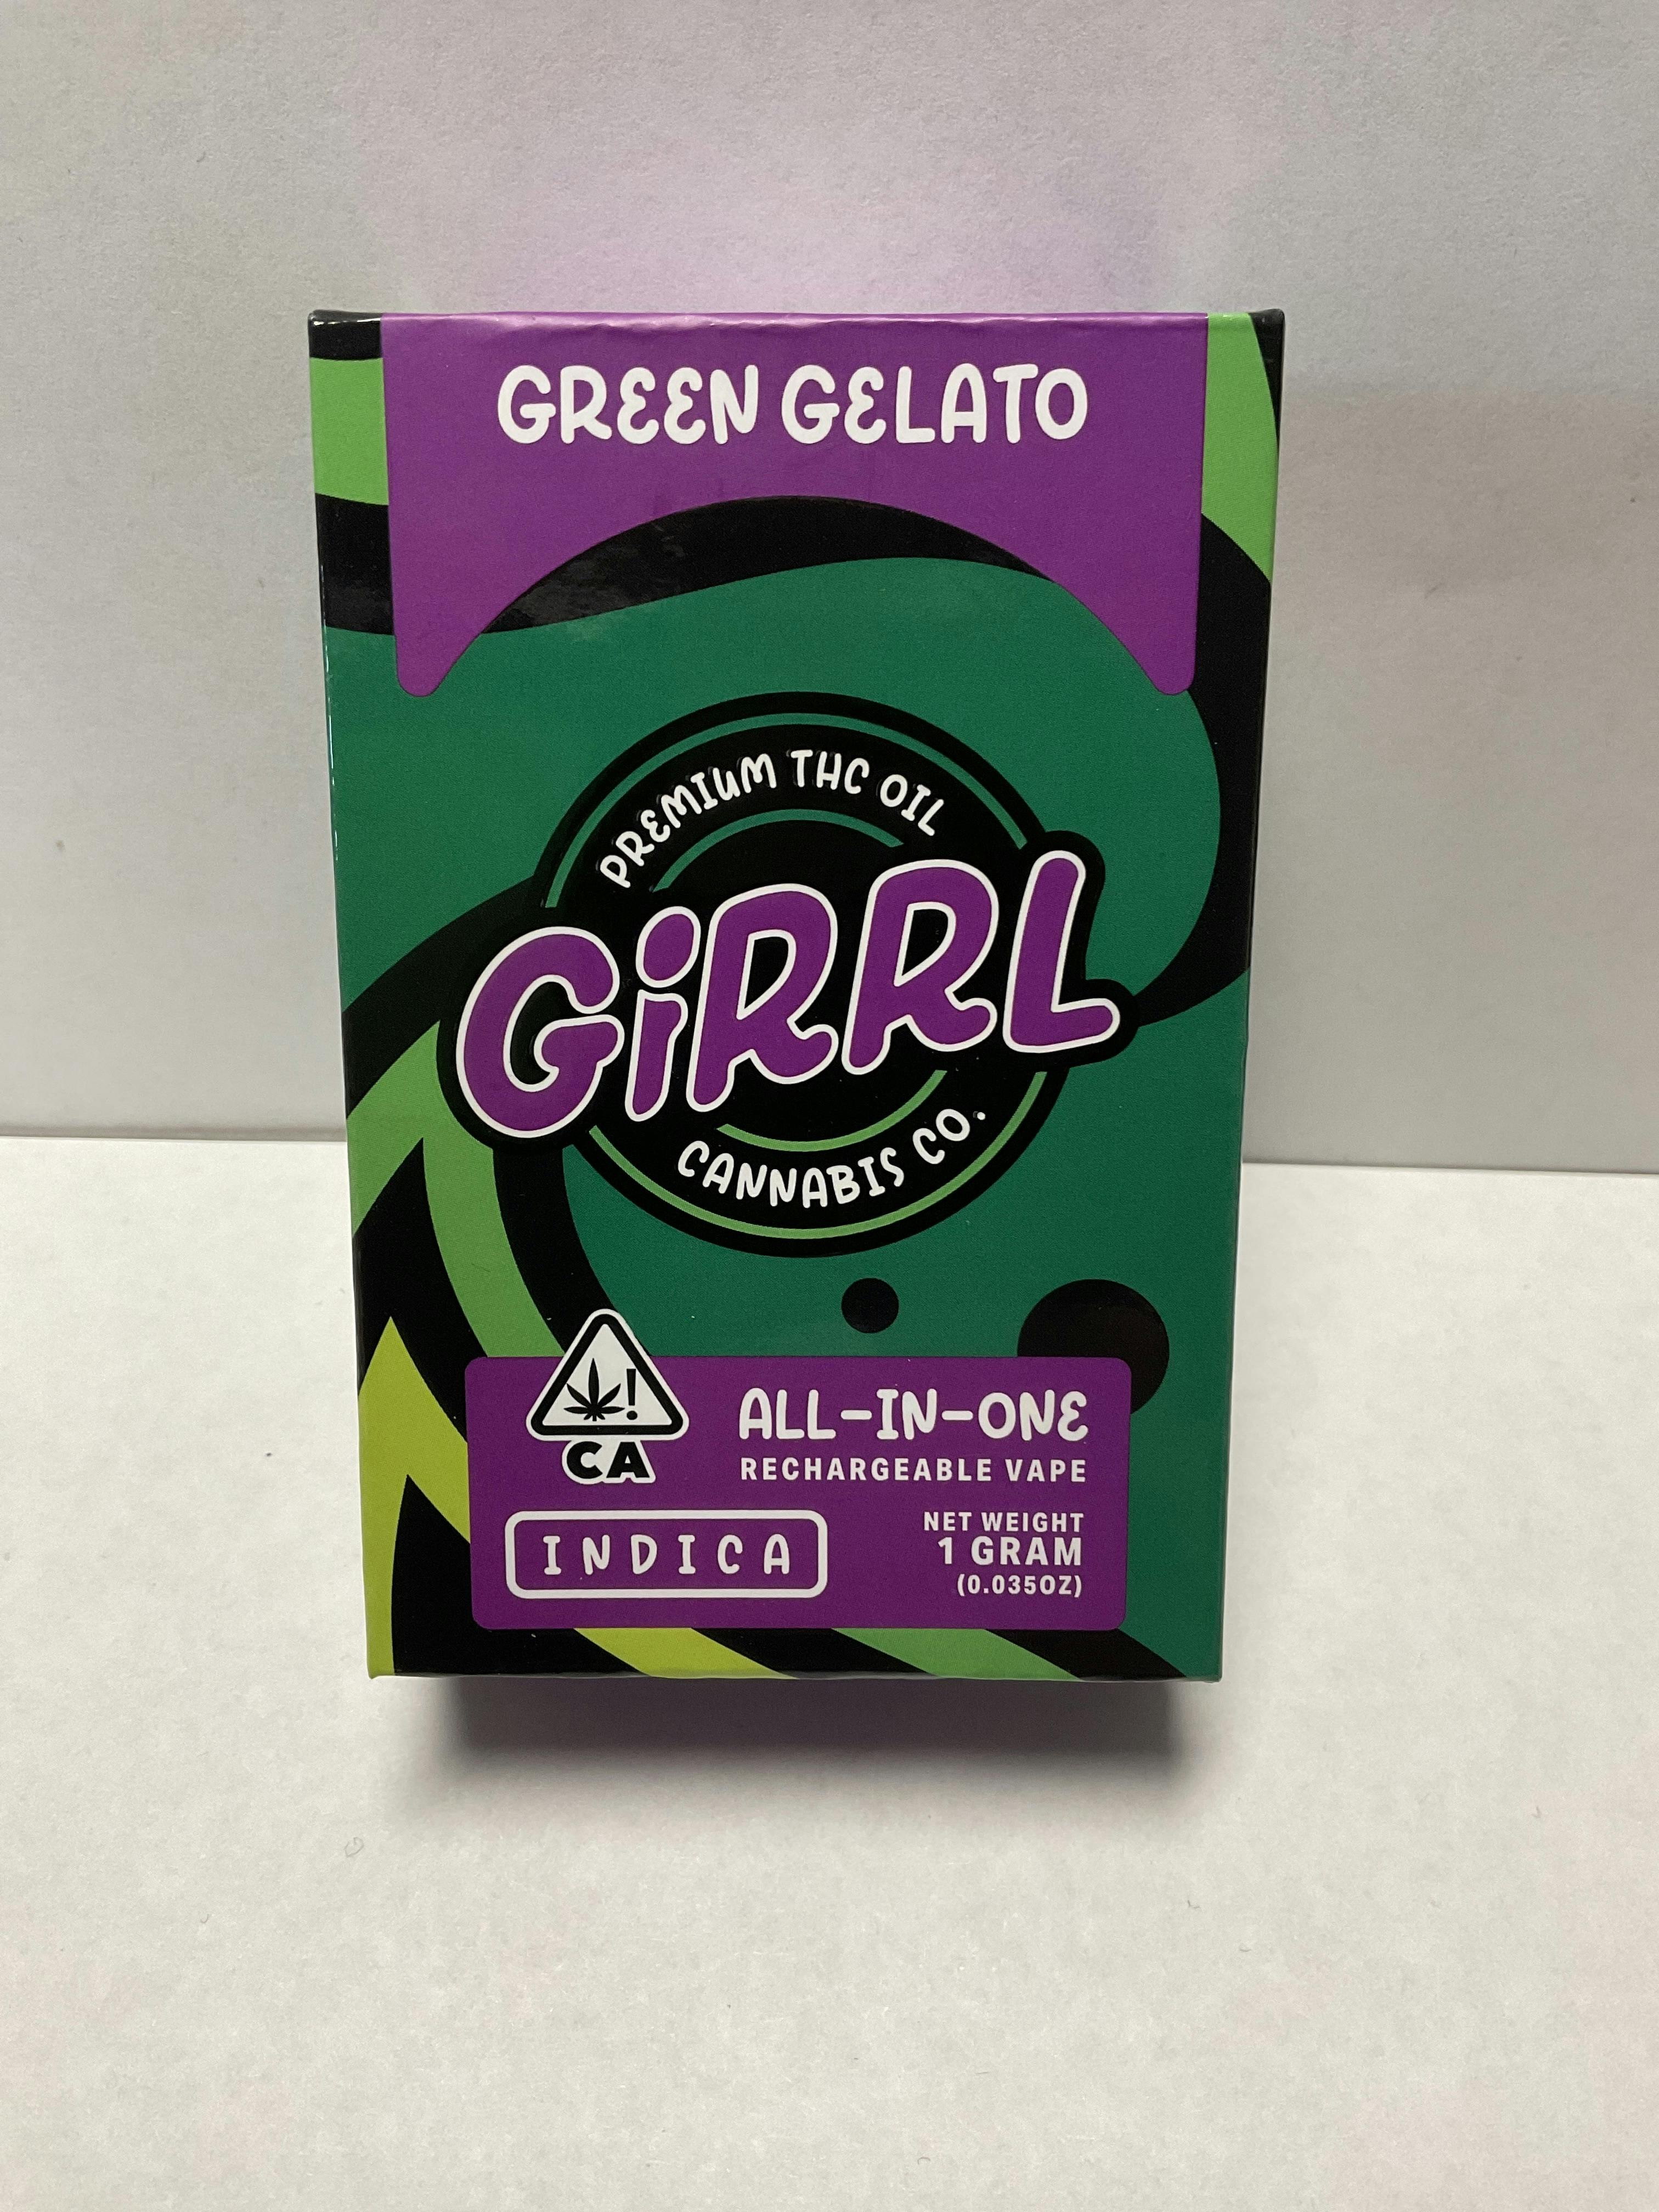 GREEN GELATO
PREMIUM THC OIL
GiRRL
CANNABIS CO.
!
CA
ALL-IN-ONE
RECHARGEABLE VAPE
INDICA
NET WEIGHT
1 GRAM
(0.035OZ)